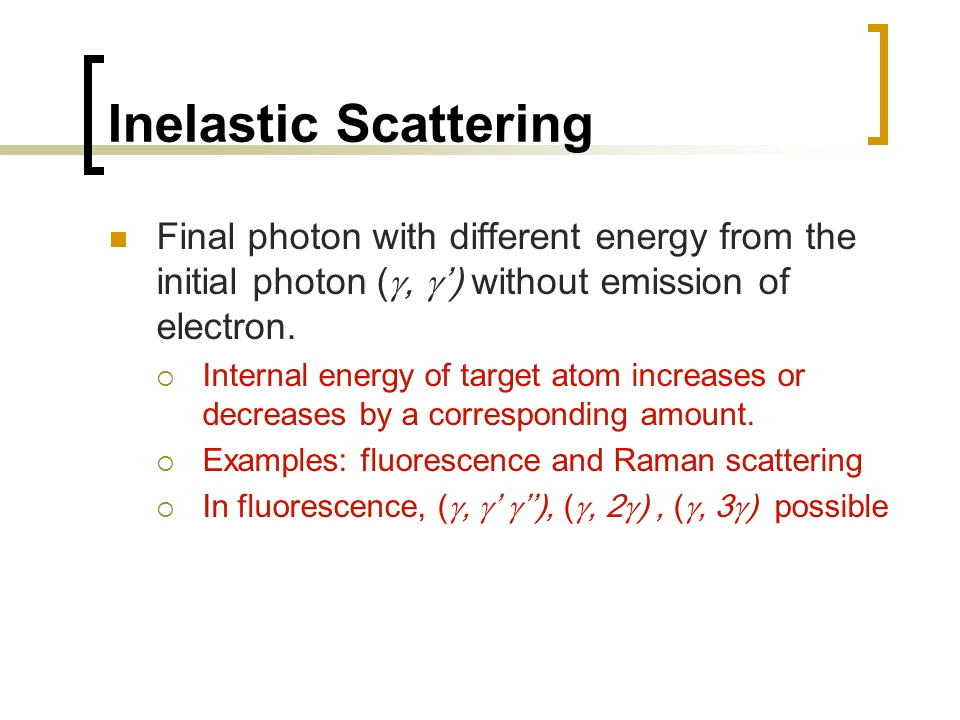 Inelastic Scattering
Final photon with different energy from the
initial photon (γ, γ’) without emission of
electron.
Internal energy of target atom increases or
decreases by a corresponding amount.
Examples: fluorescence and Raman scattering
In fluorescence, (γ, γ’ γ’’), (γ, 2γ) , (γ, 3γ) possible